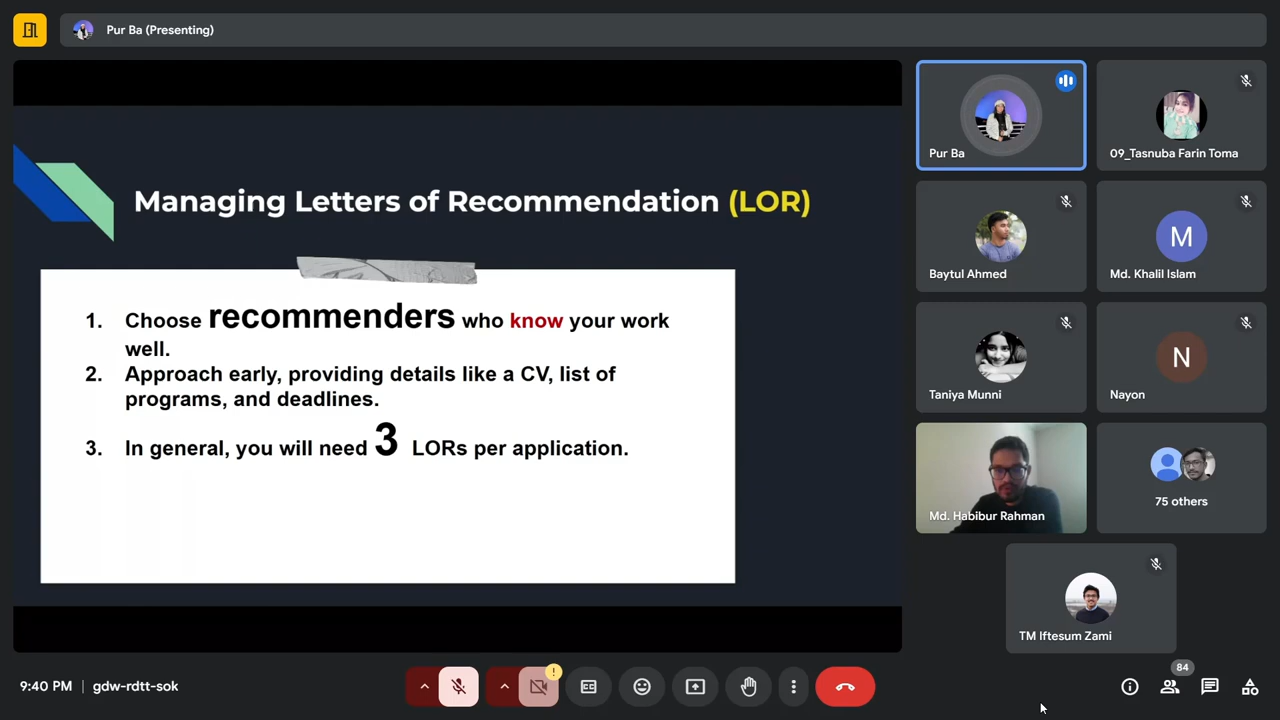 Pur Ba (Presenting)
Managing Letters of Recommendation (LOR)
1. Choose recommenders who know your work
well.
2. Approach early, providing details like a CV, list of
programs, and deadlines.
3. In general, you will need 3 LORs per application.
Pur Ba
09_Tasnuba Farin Toma
Baytul Ahmed
M
Md. Khalil Islam
Taniya Munni
N
Nayon
Md. Habibur Rahman
75 others
TM Iftesum Zami
9:40 PM | gdw-rdtt-sok
84